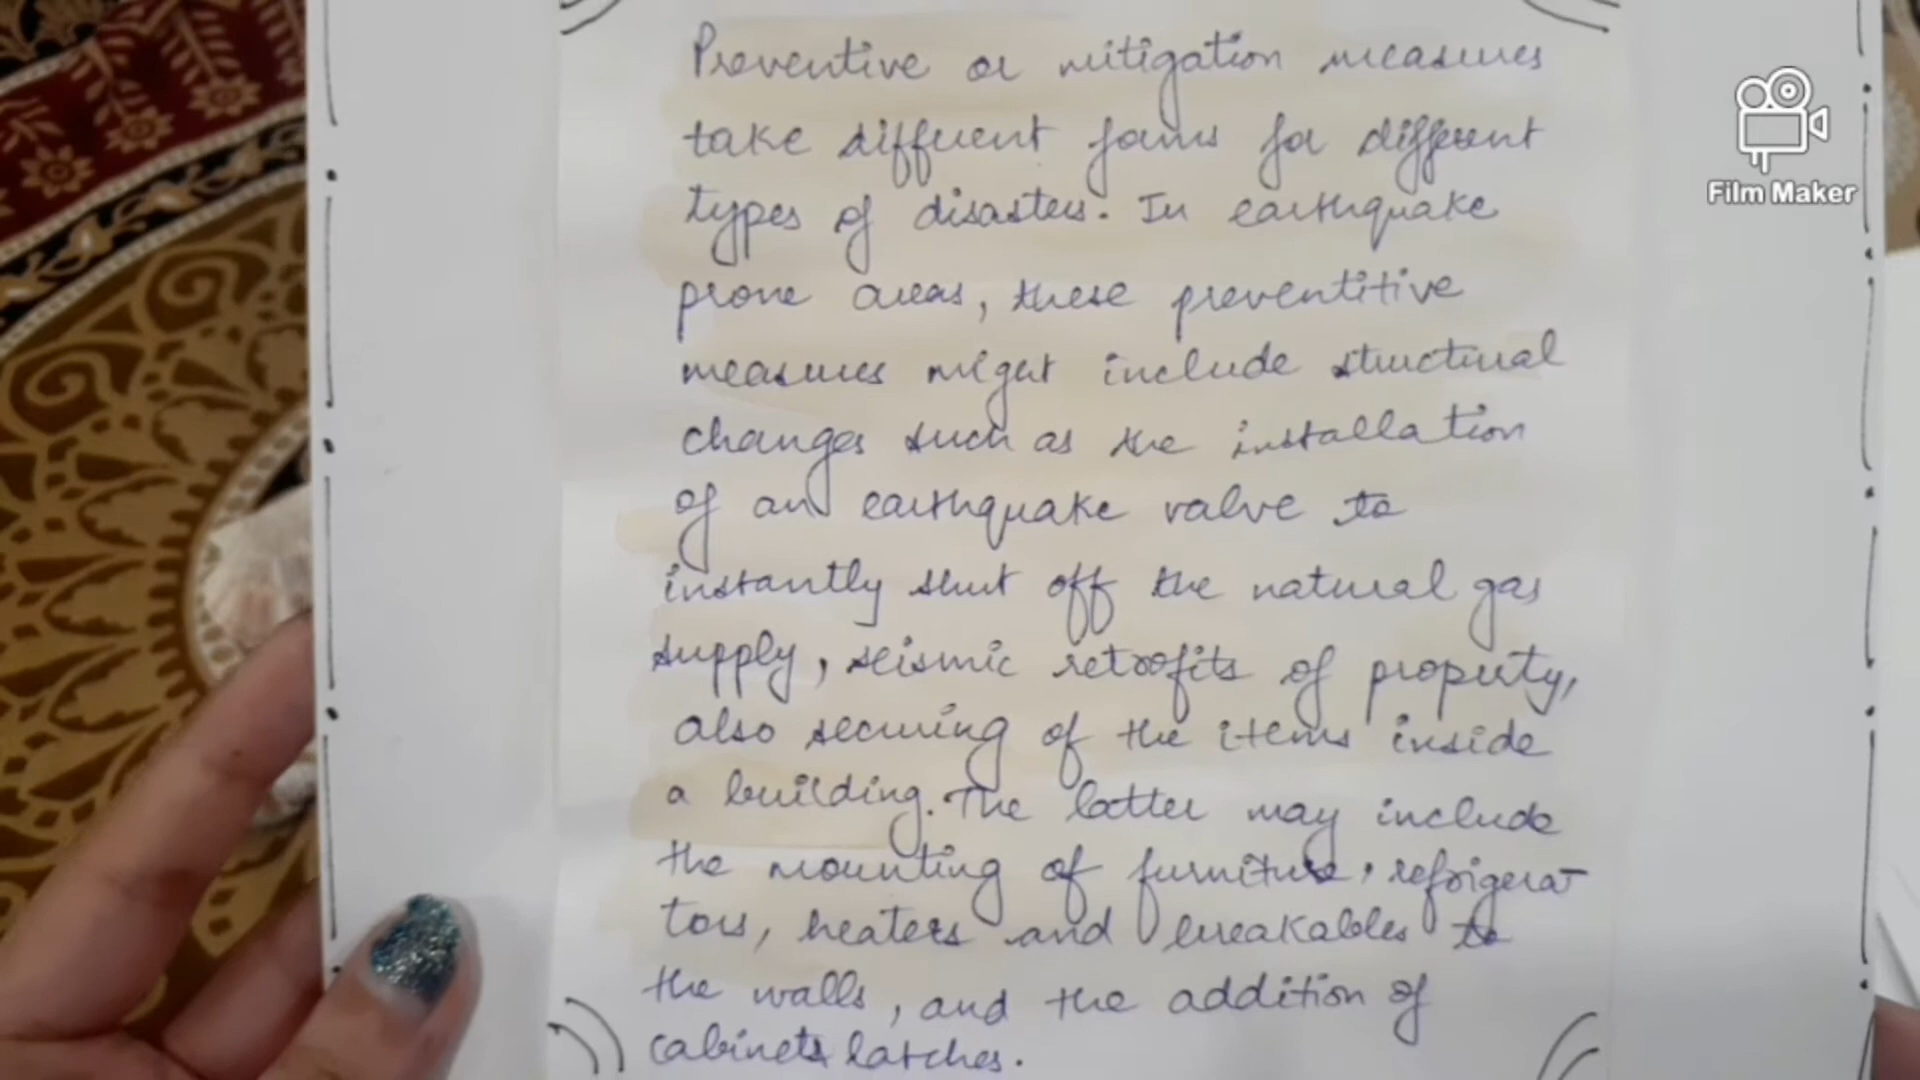 Preventive or mitigation measures
take different forms for different
types of disasters. In earthquake
prone areas, these preventitive
measures might include structural
changes such as the installation
of an earthquake valve to
instantly shut off the natural gas
supply, seismic retrofits of property,
also securing of the items inside
a building. The latter may include
the mounting of furniture, refrigerat-
tors, heaters and breakables to
the walls, and the addition of
cabinets latches.
Film Maker